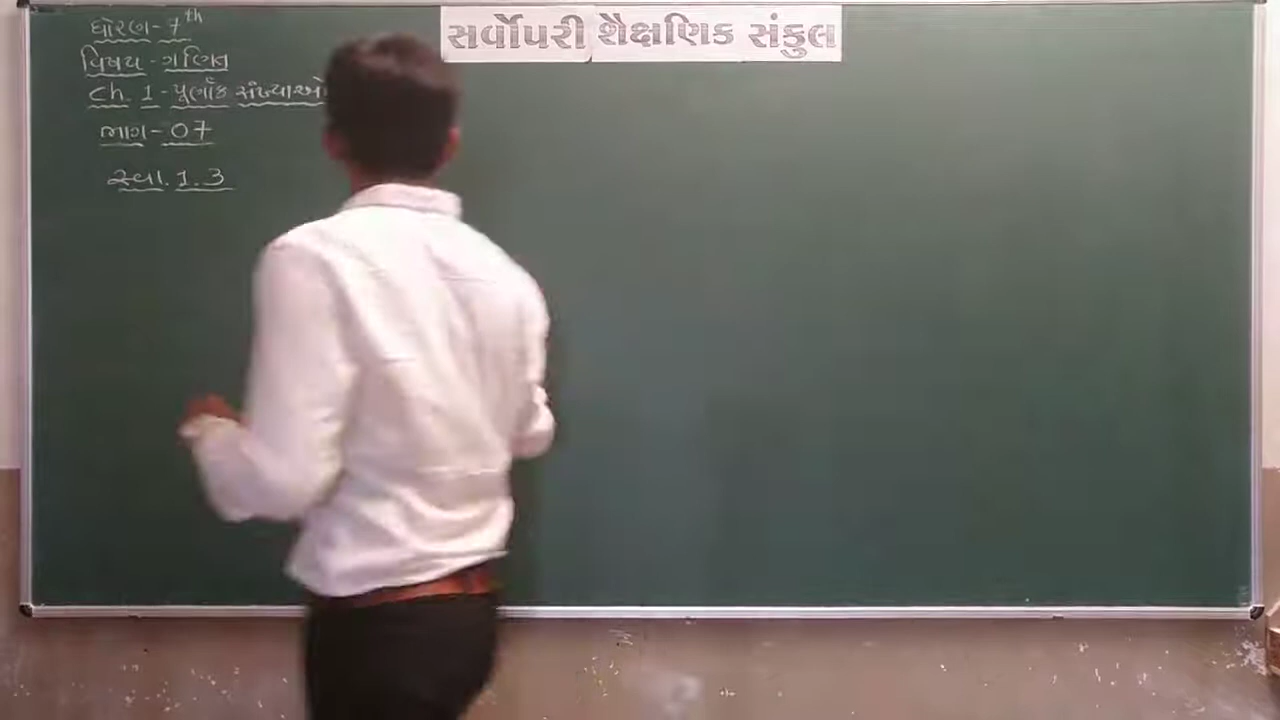 સર્વોપરી શૈક્ષણિક સંકુલ
ધોરણ - 7th
વિષય - ગણિત
Ch. 1 - પૂર્ણાંક સંખ્યાઓ
ભાગ - 07
સ્વા. 1.3